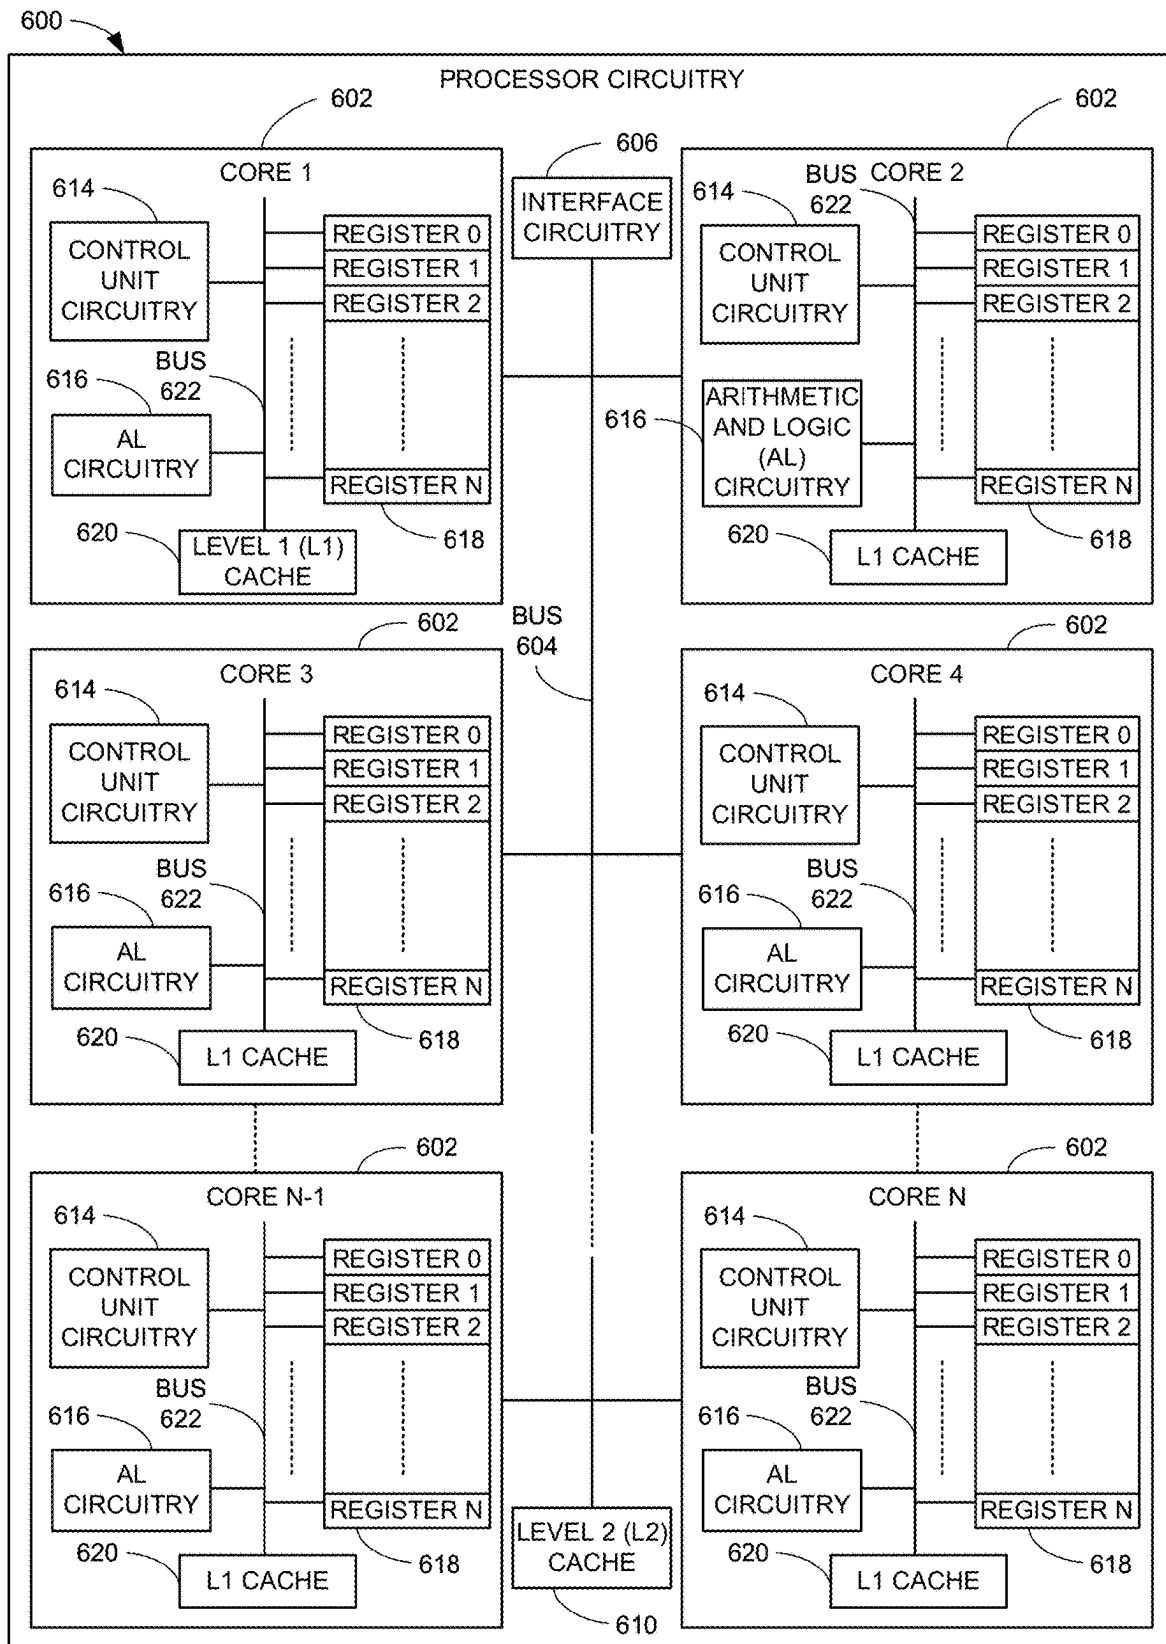 600
PROCESSOR CIRCUITRY
602
CORE 1
614
CONTROL
UNIT
CIRCUITRY
REGISTER 0
REGISTER 1
REGISTER 2
BUS
622
616
AL
CIRCUITRY
REGISTER N
620
LEVEL 1 (L1)
CACHE
618
606
INTERFACE
CIRCUITRY
602
BUS
622
CORE 2
614
CONTROL
UNIT
CIRCUITRY
REGISTER 0
REGISTER 1
REGISTER 2
616
ARITHMETIC
AND LOGIC
(AL)
CIRCUITRY
REGISTER N
620
L1 CACHE
618
BUS
604
602
CORE 3
614
CONTROL
UNIT
CIRCUITRY
REGISTER 0
REGISTER 1
REGISTER 2
BUS
622
616
AL
CIRCUITRY
REGISTER N
620
L1 CACHE
618
602
CORE 4
614
CONTROL
UNIT
CIRCUITRY
REGISTER 0
REGISTER 1
REGISTER 2
BUS
622
616
AL
CIRCUITRY
REGISTER N
620
L1 CACHE
618
602
CORE N-1
614
CONTROL
UNIT
CIRCUITRY
REGISTER 0
REGISTER 1
REGISTER 2
BUS
622
616
AL
CIRCUITRY
REGISTER N
620
L1 CACHE
618
LEVEL 2 (L2)
CACHE
610
602
CORE N
614
CONTROL
UNIT
CIRCUITRY
REGISTER 0
REGISTER 1
REGISTER 2
BUS
622
616
AL
CIRCUITRY
REGISTER N
620
L1 CACHE
618